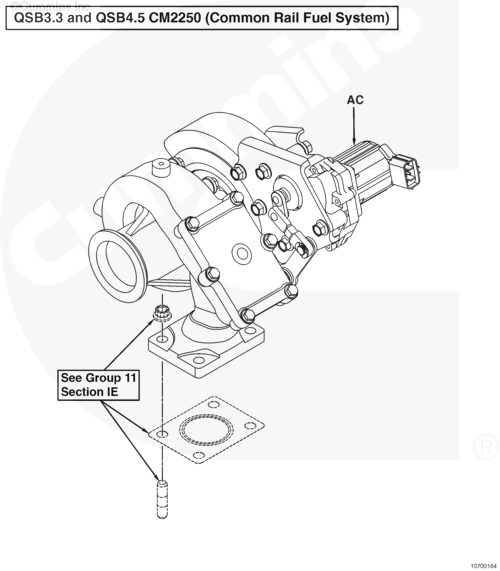 ©Cummins Inc
QSB3.3 and QSB4.5 CM2250 (Common Rail Fuel System)
AC
Cummins
See Group 11
Section IE
®
10700164